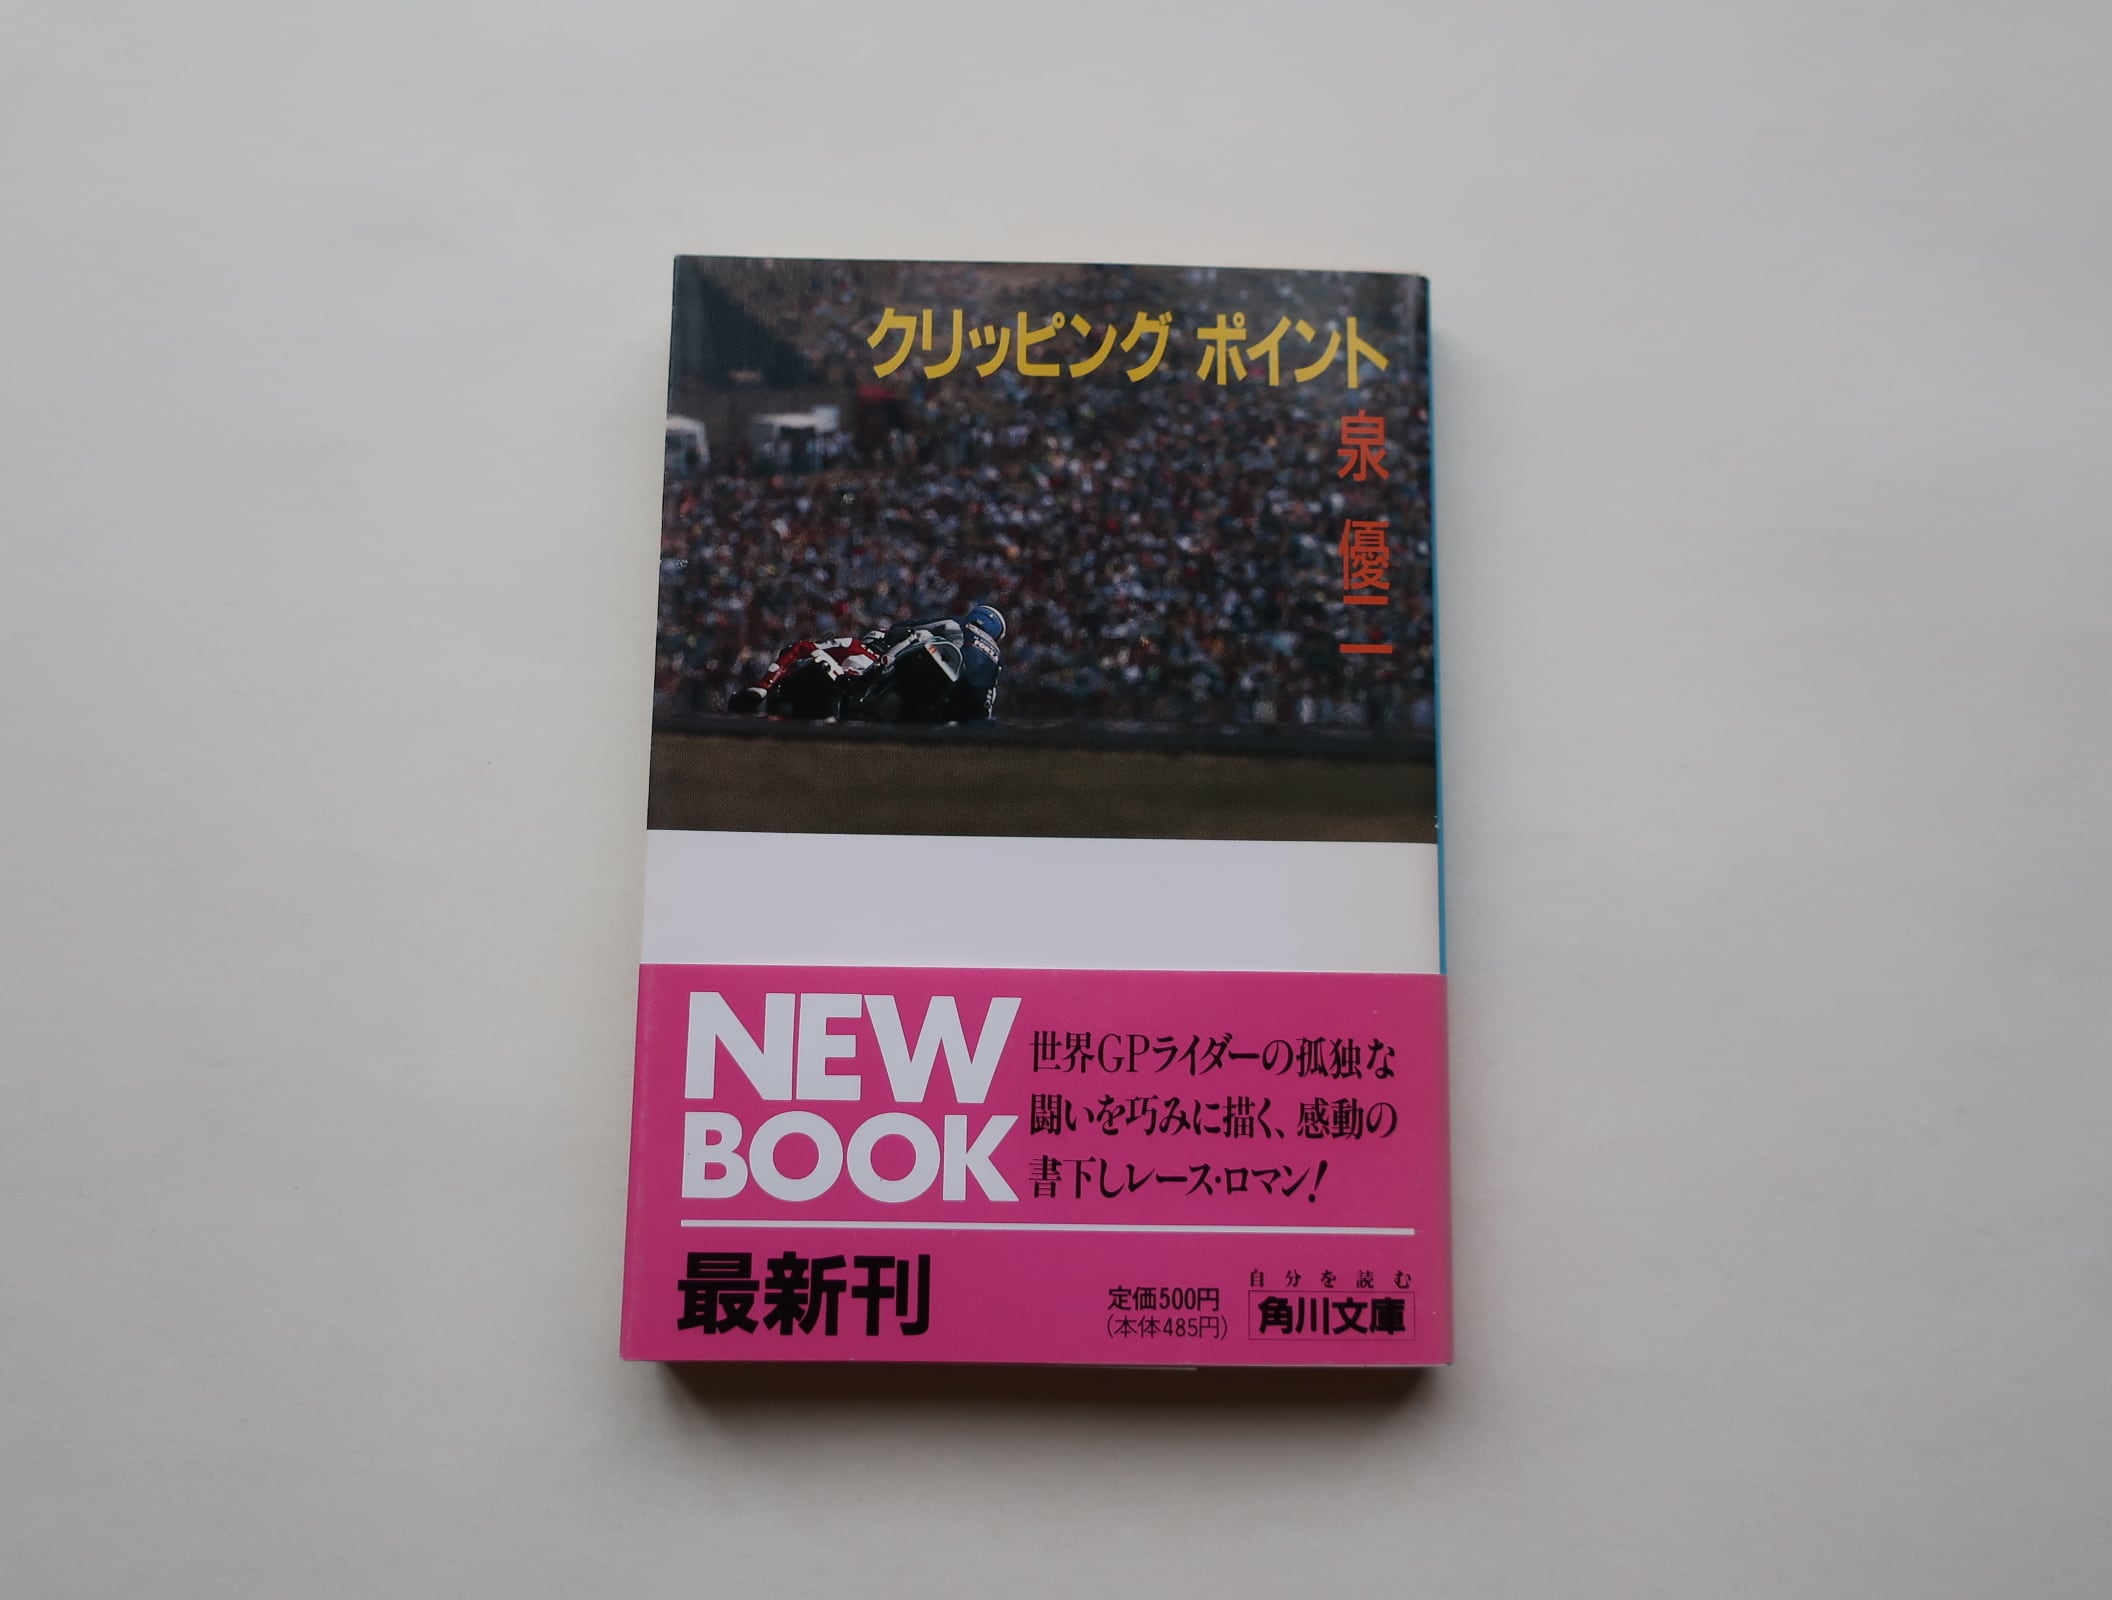 クリッピング ポイント
泉 優二
NEW
BOOK
世界GPライダーの孤独な
闘いを巧みに描く、感動の
書下しレース・ロマン!
最新刊
定価500円
(本体485円)
自分を読む
角川文庫